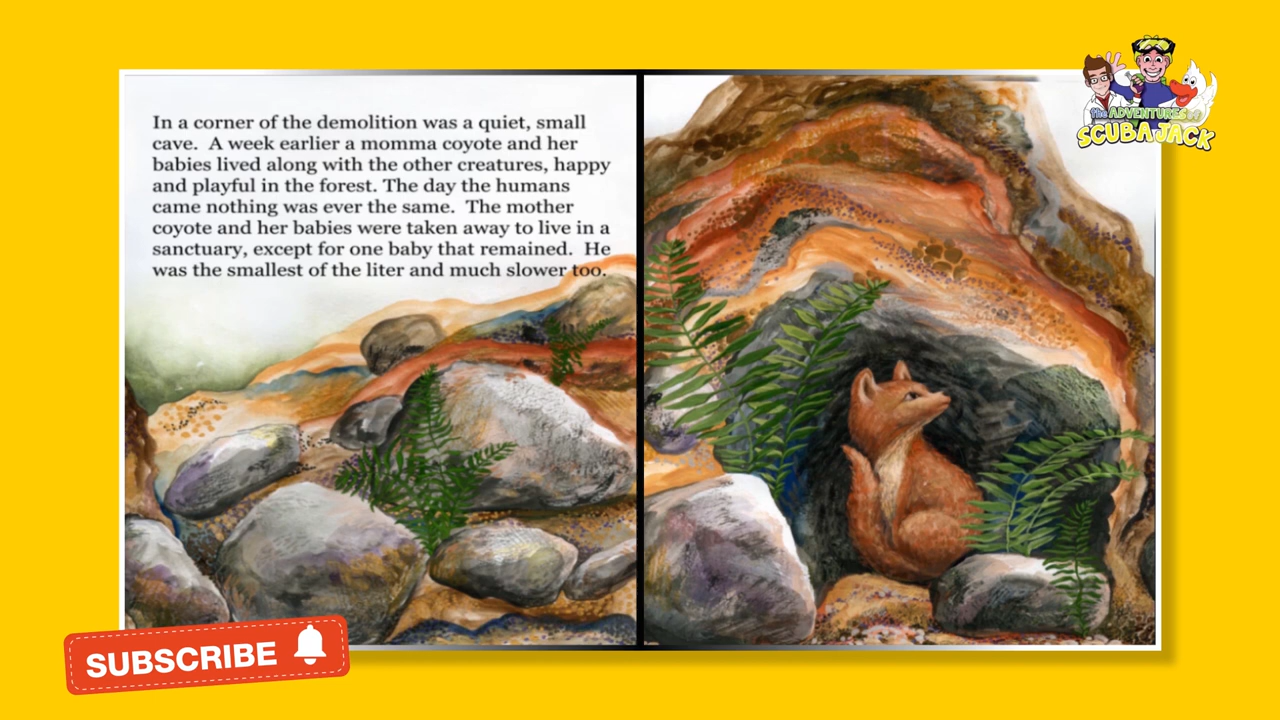 In a corner of the demolition was a quiet, small
cave.  A week earlier a momma coyote and her
babies lived along with the other creatures, happy
and playful in the forest. The day the humans
came nothing was ever the same.  The mother
coyote and her babies were taken away to live in a
sanctuary, except for one baby that remained.  He
was the smallest of the liter and much slower too.
The ADVENTURES of
SCUBA JACK
SUBSCRIBE